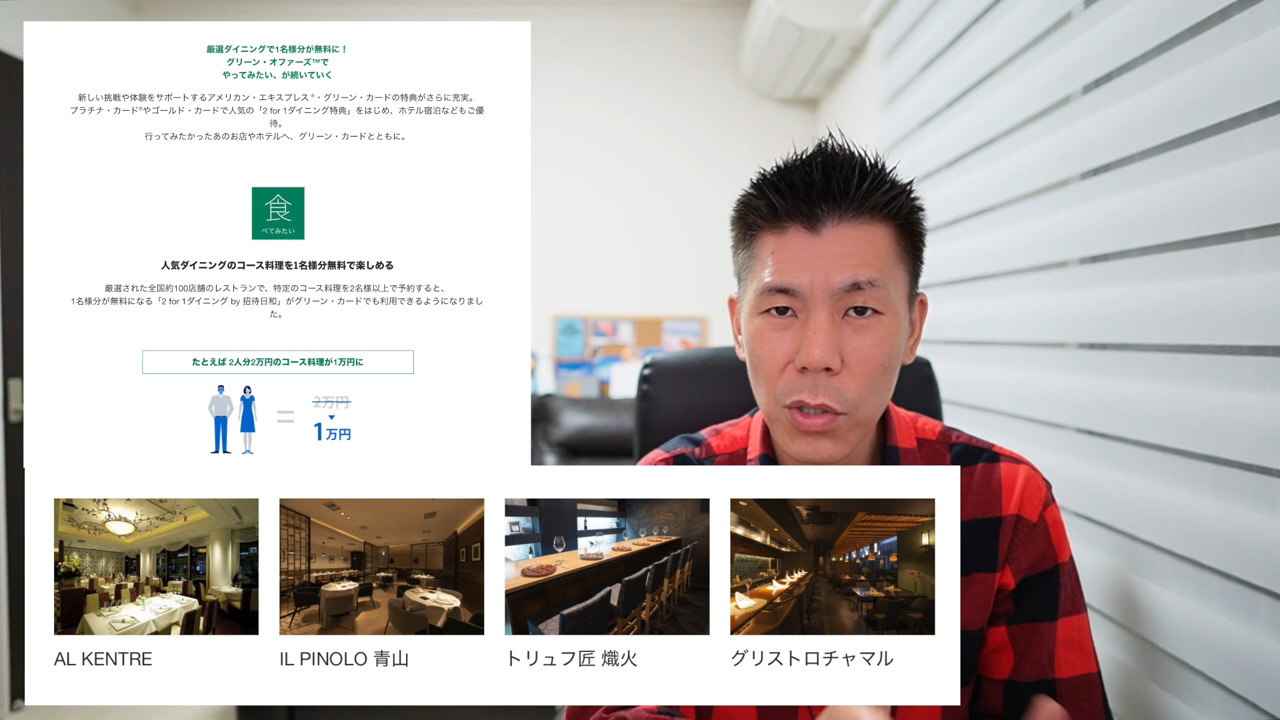 厳選ダイニングで1名様分が無料に！
グリーン・オファーズ™で
やってみたい、が続いていく
新しい挑戦や体験をサポートするアメリカン・エキスプレス®・グリーン・カードの特典がさらに充実。
プラチナ・カード®やゴールド・カードで人気の「2 for 1ダイニング特典」をはじめ、ホテル宿泊などもご優
待。
行ってみたかったあのお店やホテルへ、グリーン・カードとともに。
食
べてみたい
人気ダイニングのコース料理を1名様分無料で楽しめる
厳選された全国約100店舗のレストランで、特定のコース料理を2名様以上で予約すると、
1名様分が無料になる「2 for 1ダイニング by 招待日和」がグリーン・カードでも利用できるようになりまし
た。
たとえば 2人分2万円のコース料理が1万円に
2万円
1万円
AL KENTRE
IL PINOLO 青山
トリュフ匠 熾火
グリストロチャマル